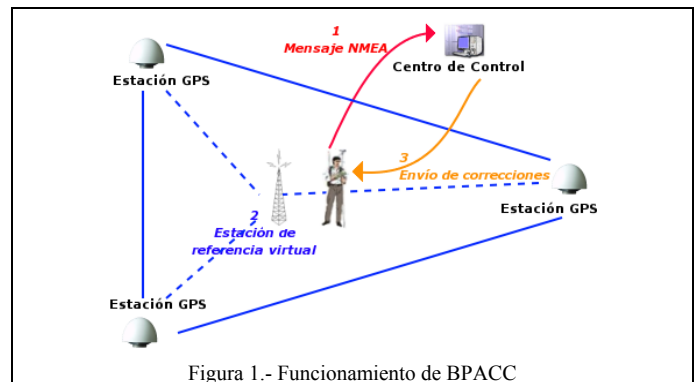 1
Mensaje NMEA
Centro de Control
Estación GPS
3
Envío de correcciones
Estación GPS
2
Estación de
referencia virtual
Estación GPS
Figura 1.- Funcionamiento de BPACC